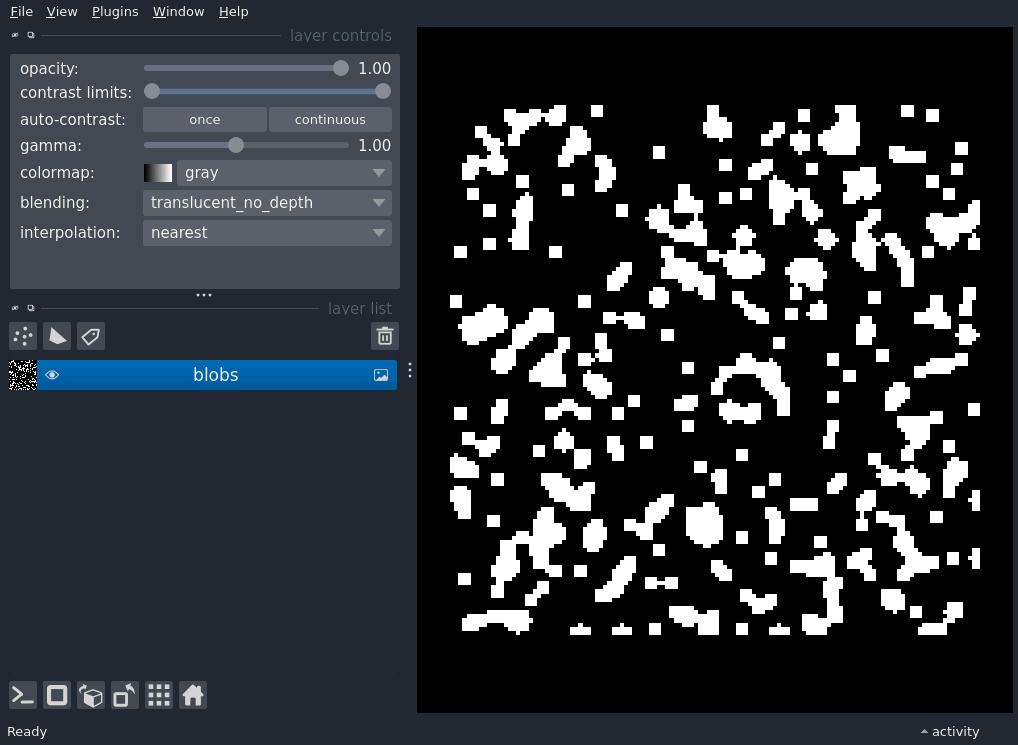 File View Plugins Window Help
layer controls
opacity: 1.00
contrast limits:
auto-contrast: once continuous
gamma: 1.00
colormap: gray
blending: translucent_no_depth
interpolation: nearest
layer list
blobs
Ready activity